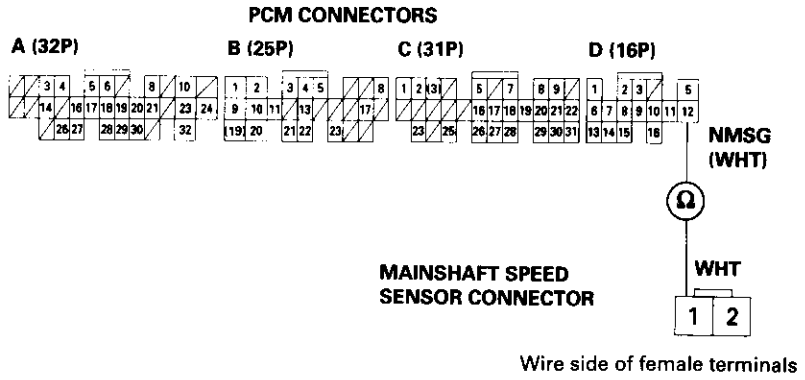 PCM CONNECTORS
A (32P) B (25P) C (31P) D (16P)
3 4 5 6 8 10 1 2 3 4 5 8 1 2 (3) 5 7 8 9 1 2 3 5
14 16 17 18 19 20 21 23 24 9 10 11 13 17 16 17 18 19 20 21 22 6 7 8 9 10 11 12
26 27 28 29 30 32 (19) 20 21 22 23 23 25 26 27 28 29 30 31 13 14 15 16
NMSG
(WHT)
Ω
WHT
MAINSHAFT SPEED
SENSOR CONNECTOR
1 2
Wire side of female terminals